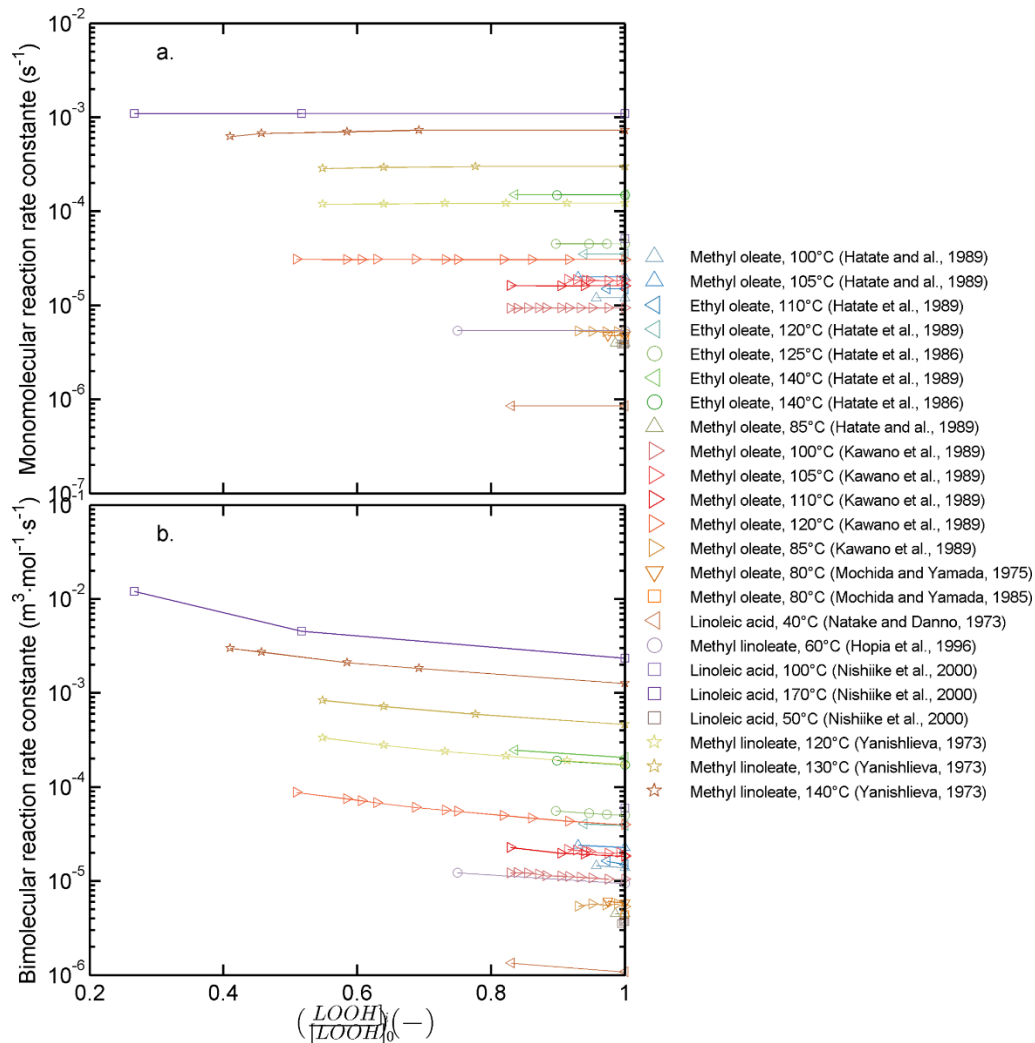 10⁻²
a.
10⁻³
10⁻⁴
10⁻⁵
10⁻⁶
10⁻¹
Monomolecular reaction rate constante (s⁻¹)
10
b.
10⁻²
10⁻³
10⁻⁴
10⁻⁵
10⁻⁶
Bimolecular reaction rate constante (m³·mol⁻¹·s⁻¹)
0.2
0.4
0.6
0.8
1
(LOOH]ᵢ
[LOOH)₀ (—)
Methyl oleate, 100°C (Hatate and al., 1989)
Methyl oleate, 105°C (Hatate and al., 1989)
Ethyl oleate, 110°C (Hatate et al., 1989)
Ethyl oleate, 120°C (Hatate et al., 1989)
Ethyl oleate, 125°C (Hatate et al., 1986)
Ethyl oleate, 140°C (Hatate et al., 1989)
Ethyl oleate, 140°C (Hatate et al., 1986)
Methyl oleate, 85°C (Hatate and al., 1989)
Methyl oleate, 100°C (Kawano et al., 1989)
Methyl oleate, 105°C (Kawano et al., 1989)
Methyl oleate, 110°C (Kawano et al., 1989)
Methyl oleate, 120°C (Kawano et al., 1989)
Methyl oleate, 85°C (Kawano et al., 1989)
Methyl oleate, 80°C (Mochida and Yamada, 1975)
Methyl oleate, 80°C (Mochida and Yamada, 1985)
Linoleic acid, 40°C (Natake and Danno, 1973)
Methyl linoleate, 60°C (Hopia et al., 1996)
Linoleic acid, 100°C (Nishiike et al., 2000)
Linoleic acid, 170°C (Nishiike et al., 2000)
Linoleic acid, 50°C (Nishiike et al., 2000)
Methyl linoleate, 120°C (Yanishlieva, 1973)
Methyl linoleate, 130°C (Yanishlieva, 1973)
Methyl linoleate, 140°C (Yanishlieva, 1973)